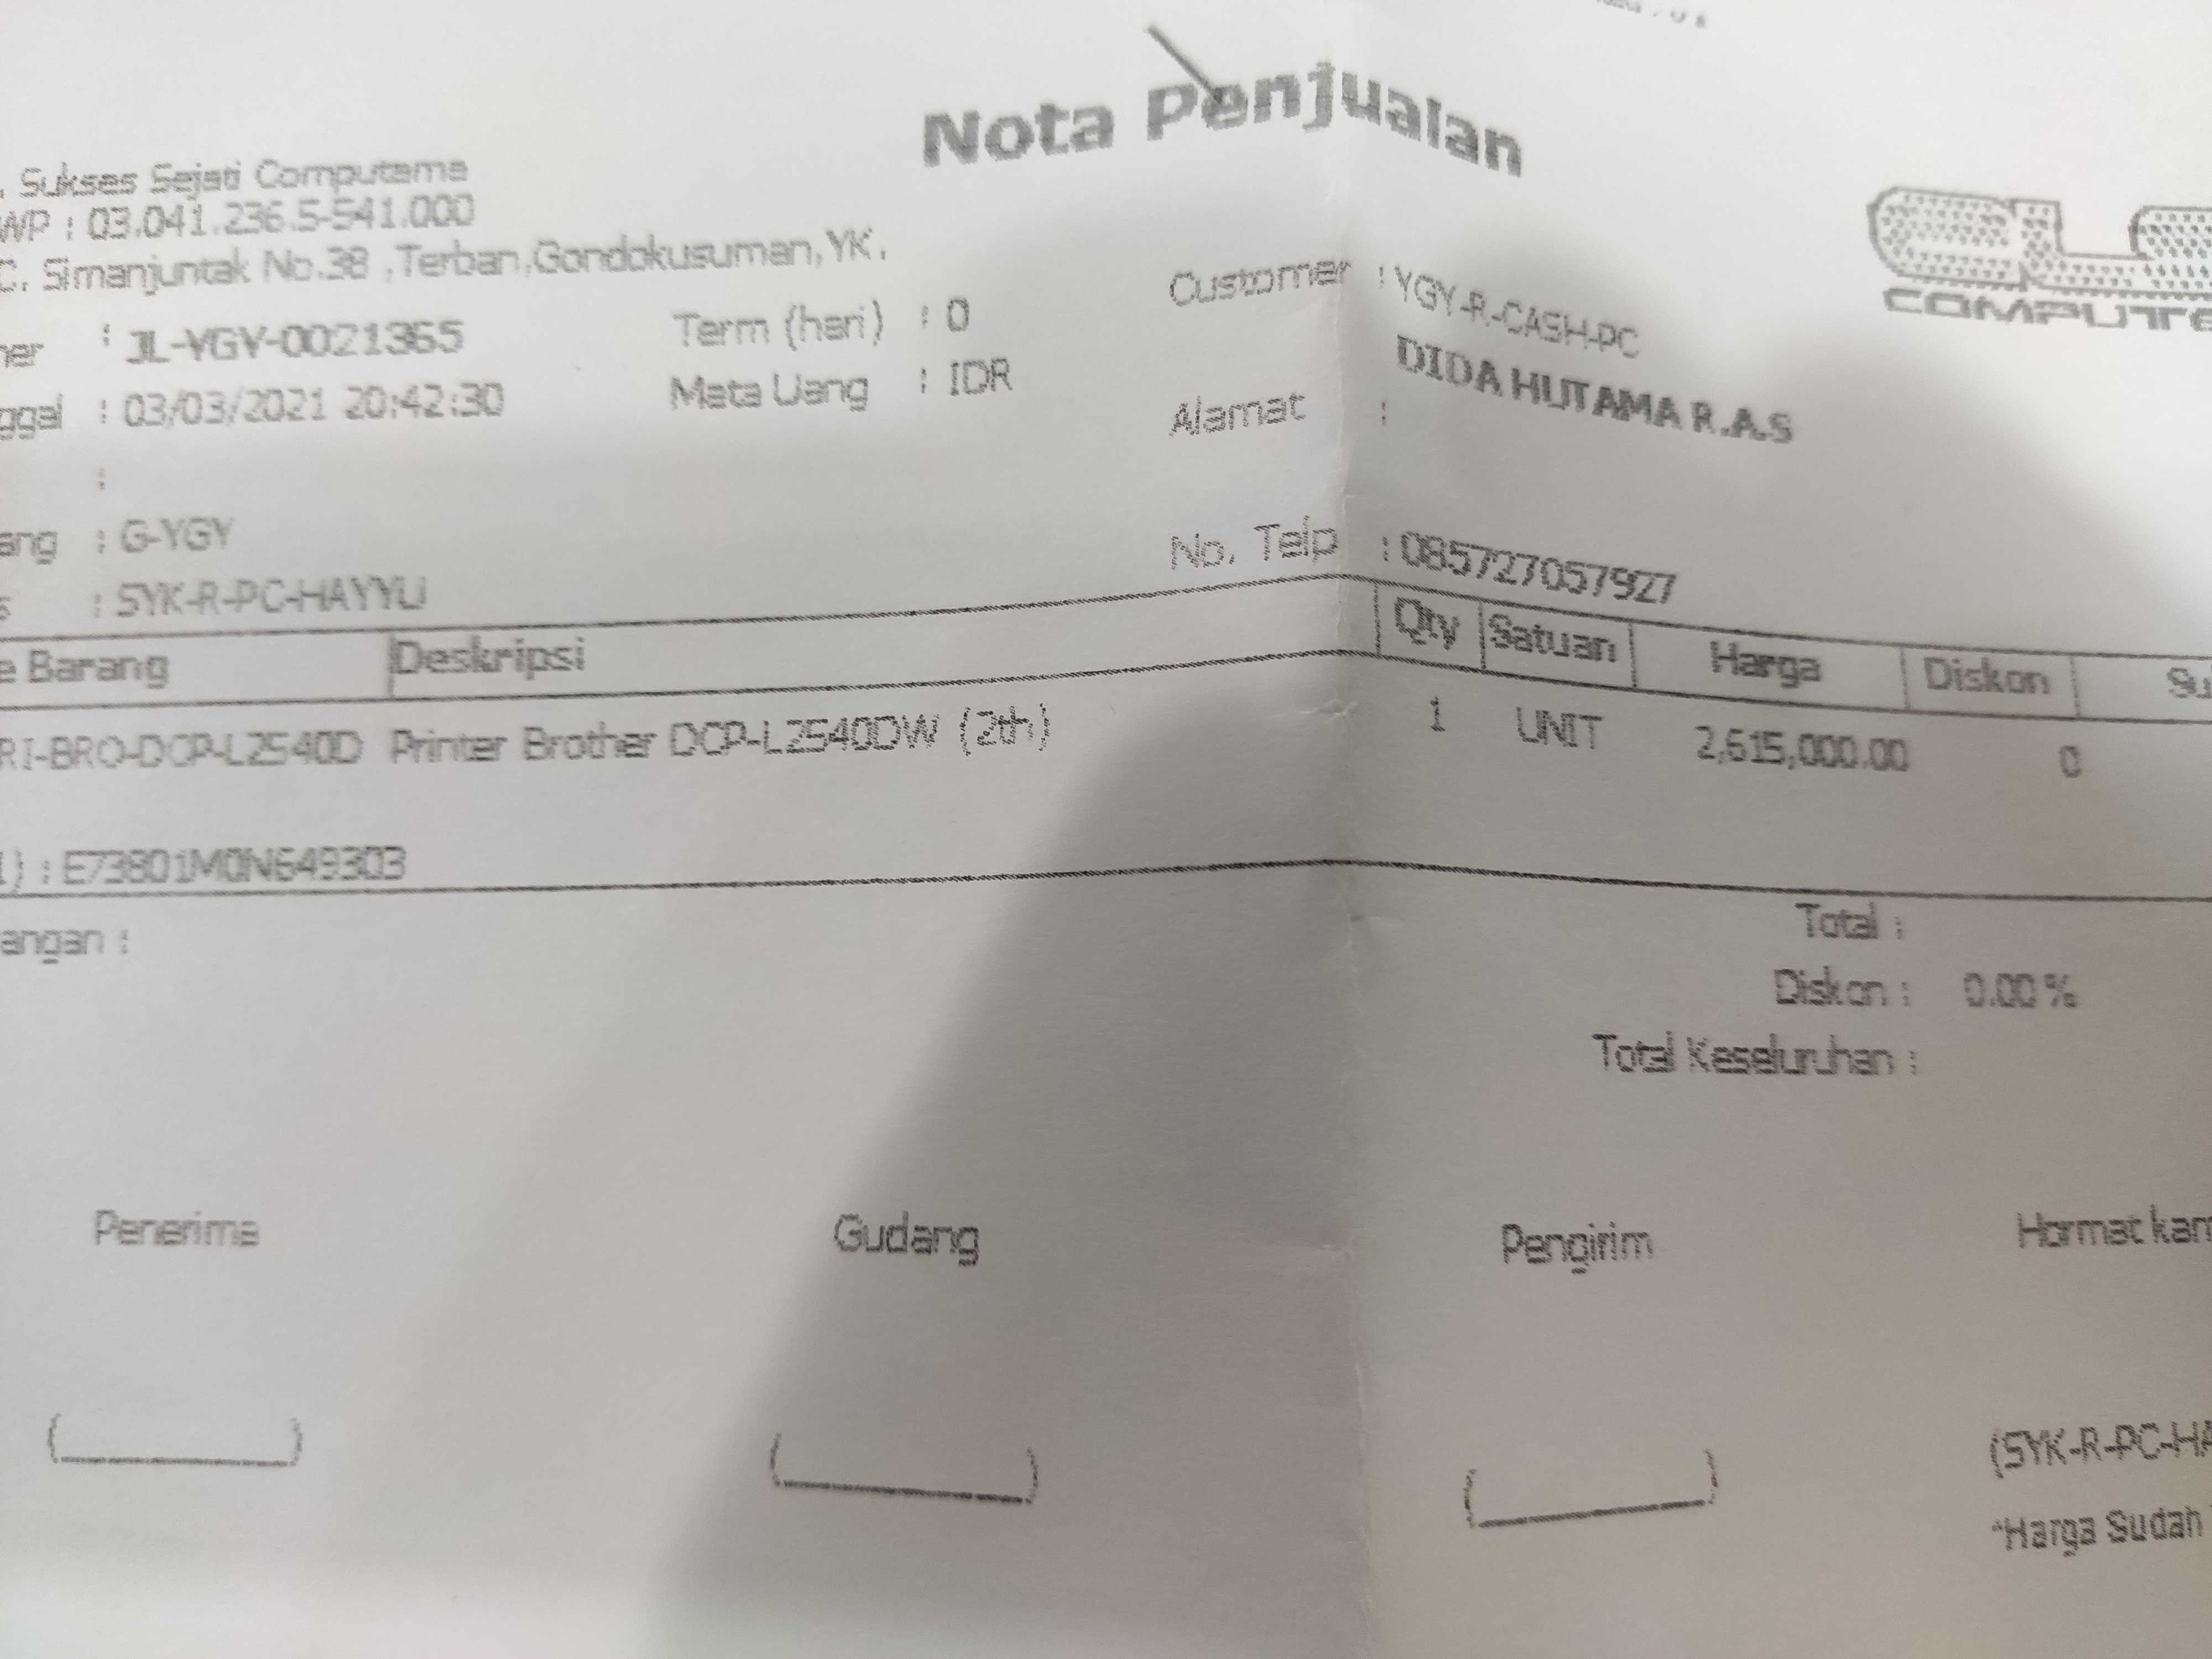 Nota Penjualan
. Sukses Sejati Computama
WP : 03.041.236.5-541.000
C. Simanjuntak No.38 ,Terban,Gondokusuman,YK.
COMPUTE
: JL-YGY-0021365 Term (hari) : 0 Customer : YGY-R-CASH-PC
DIDA HUTAMA R.A.S
ggal : 03/03/2021 20:42:30 Mata Uang : IDR Alamat :
:
ang : G-YGY No. Telp : 085727057927
s : SYK-R-PC-HAYYU
e Barang Deskripsi Qty Satuan Harga Diskon Su
RI-BRO-DCP-L2540D Printer Brother DCP-L2540DW (2th) 1 UNIT 2,615,000.00 0
1) : E73801M0N649303
angan : Total :
Diskon : 0.00 %
Total Keseluruhan :
Penerima Gudang Pengirim Hormat kam
(SYK-R-PC-HA
*Harga Sudah